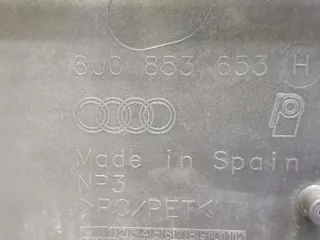 8U0 853 653 H
Made in Spain
NP3
>PC/PET<